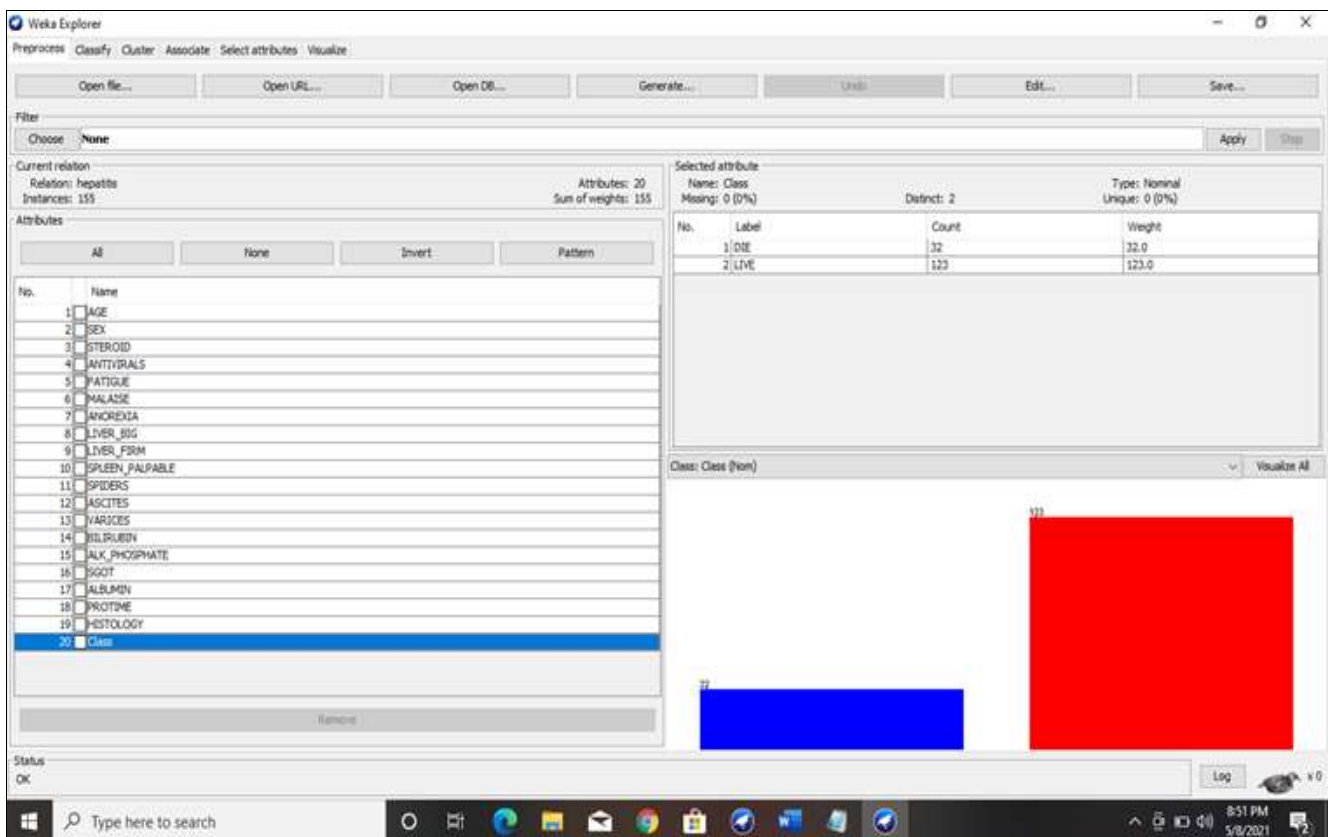 Weka Explorer
Preprocess Classify Cluster Associate Select attributes Visualize
Open file... Open URL... Open DB... Generate... Undo Edit... Save...
Filter
Choose None Apply Stop
Current relation
Relation: hepatitis Attributes: 20
Instances: 155 Sum of weights: 155
Selected attribute
Name: Class Type: Nominal
Missing: 0 (0%) Distinct: 2 Unique: 0 (0%)
No. Label Count Weight
1 DIE 32 32.0
2 LIVE 123 123.0
Attributes
All None Invert Pattern
No. Name
1 AGE
2 SEX
3 STEROID
4 ANTIVIRALS
5 FATIGUE
6 MALAISE
7 ANOREXIA
8 LIVER_BIG
9 LIVER_FIRM
10 SPLEEN_PALPABLE
11 SPIDERS
12 ASCITES
13 VARICES
14 BILIRUBIN
15 ALK_PHOSPHATE
16 SGOT
17 ALBUMIN
18 PROTIME
19 HISTOLOGY
20 Class
Remove
Class: Class (Nom) Visualize All
123
32
Status
OK
Log x 0
Type here to search
8:51 PM
5/8/2021
2